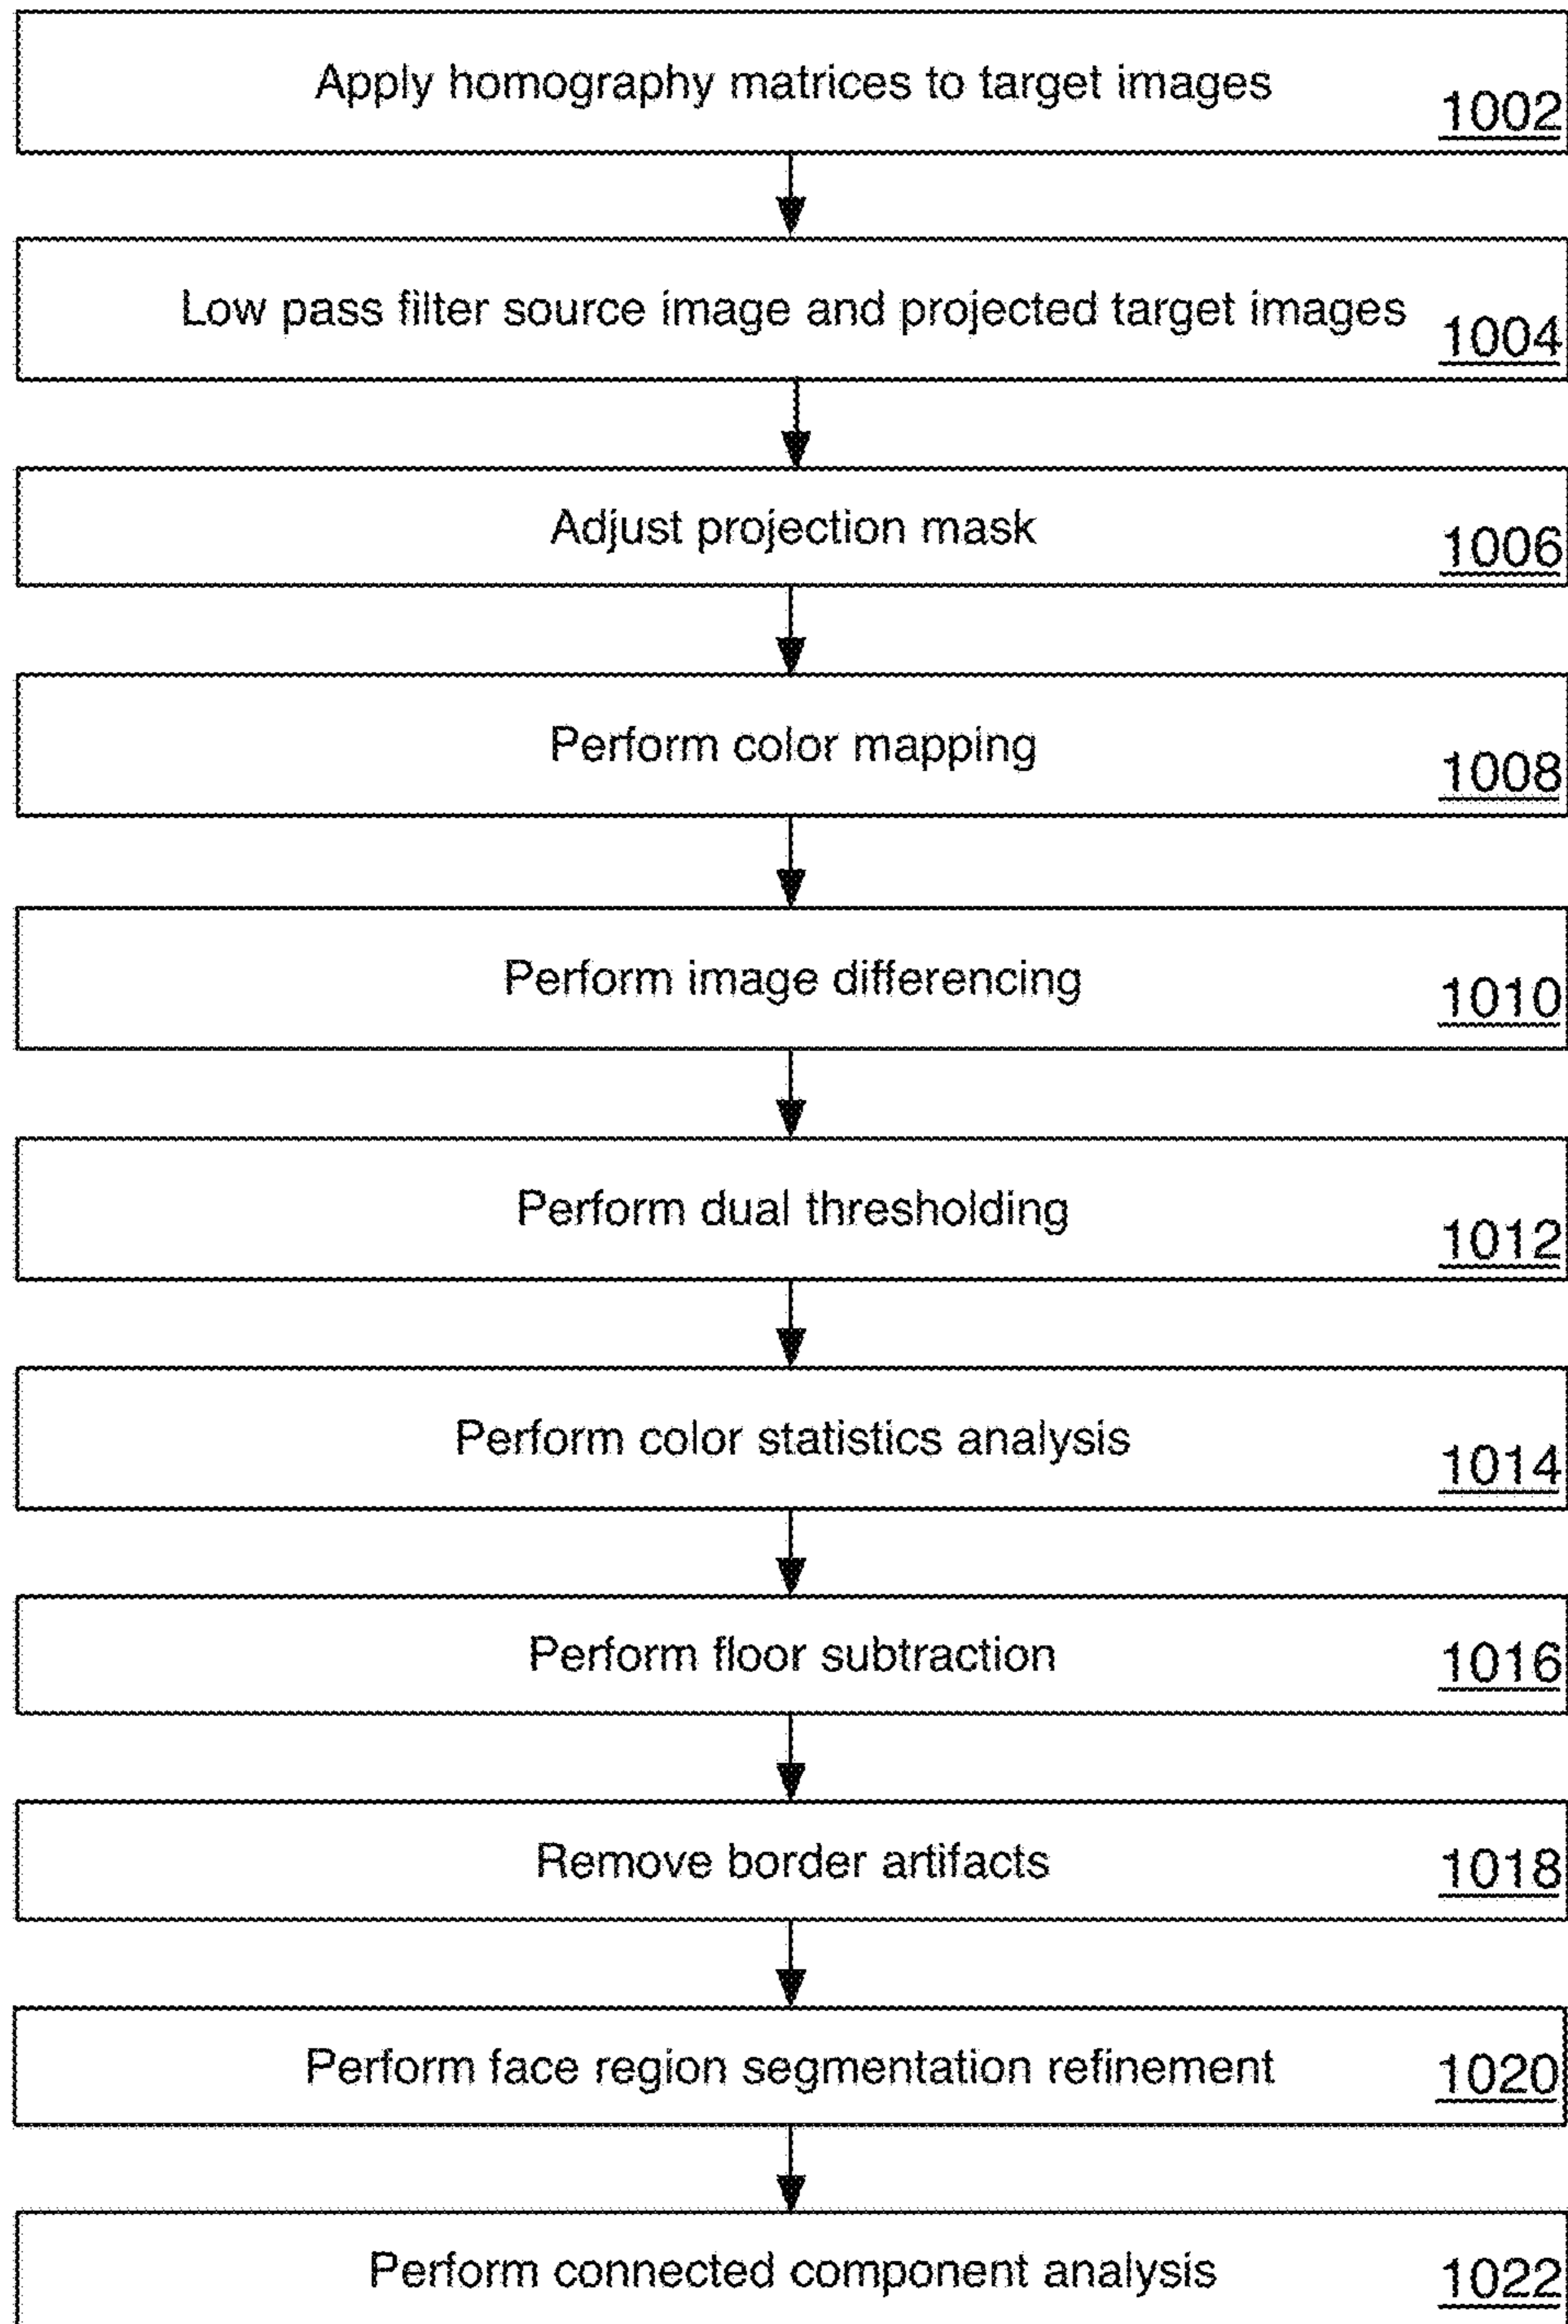 Apply homography matrices to target images
1002
Low pass filter source image and projected target images
1004
Adjust projection mask
1006
Perform color mapping
1008
Perform image differencing
1010
Perform dual thresholding
1012
Perform color statistics analysis
1014
Perform floor subtraction
1016
Remove border artifacts
1018
Perform face region segmentation refinement
1020
Perform connected component analysis
1022